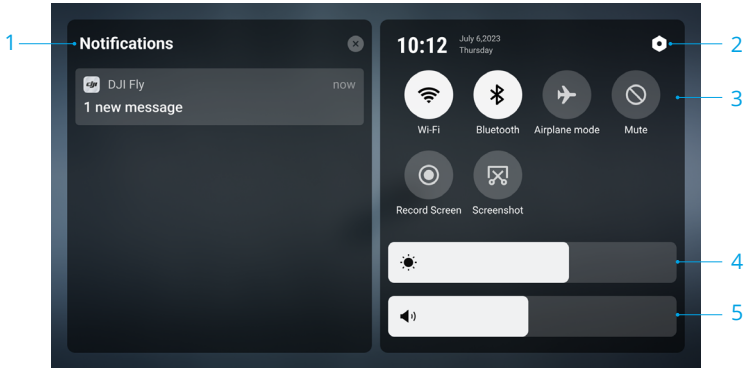 1
Notifications
DJI Fly
now
1 new message
10:12
July 6,2023
Thursday
2
3
Wi-Fi
Bluetooth
Airplane mode
Mute
Record Screen
Screenshot
4
5